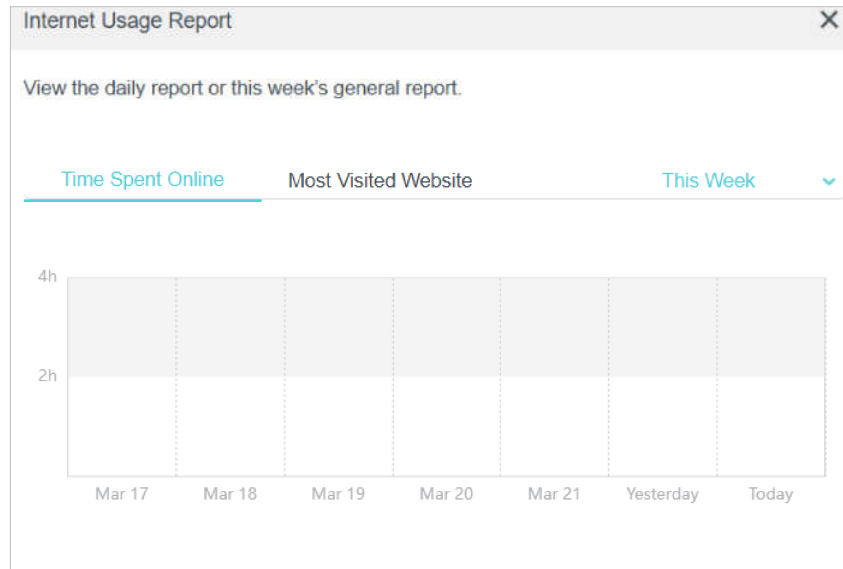 Internet Usage Report
View the daily report or this week's general report.
Time Spent Online Most Visited Website This Week
4h
2h
Mar 17 Mar 18 Mar 19 Mar 20 Mar 21 Yesterday Today